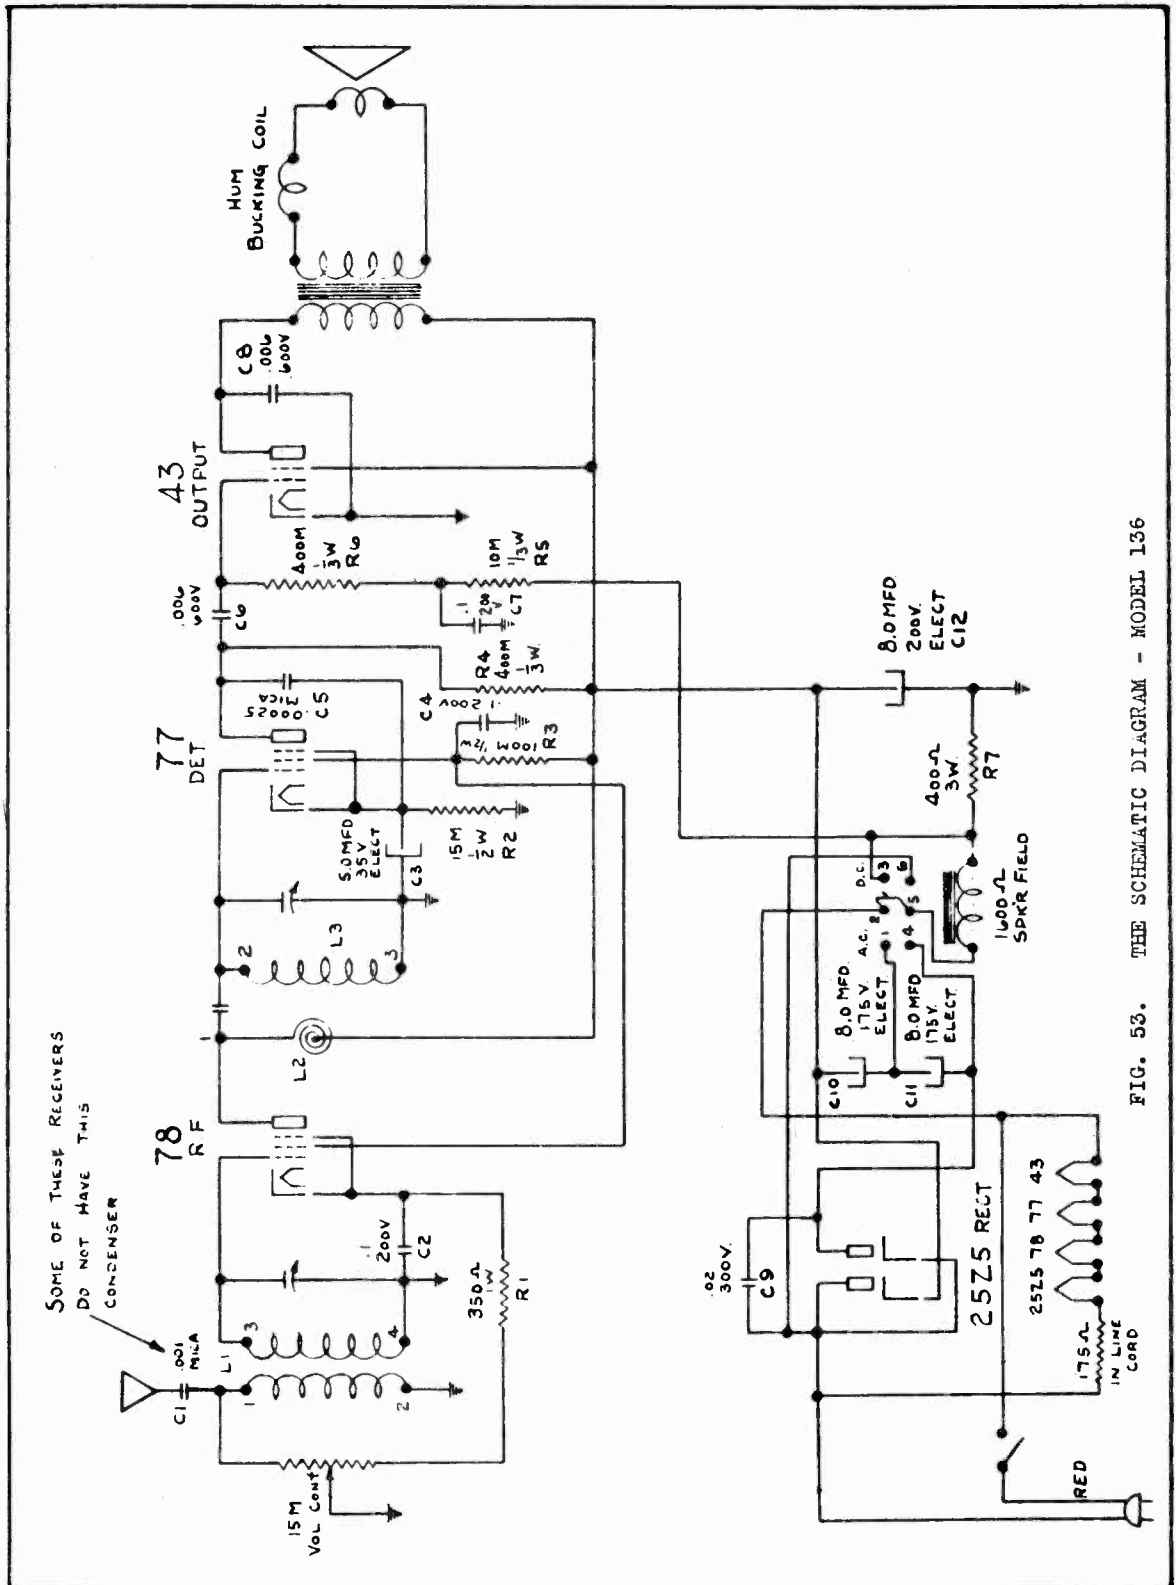 SOME OF THESE RECEIVERS
DO NOT HAVE THIS
CONDENSER
C1
.001
MICA
L1
1
2
3
4
15M
VOL CONT
350Ω
R1
.1
200V
C2
78
RF
L2
1
2
3
L3
77
DET
5.0 MFD
35V
ELECT
C3
15M
½W
R2
.00025
MICA
C5
C4
.1
200V
100M ½W
R3
R4
400M
⅓W.
.006
600V
C6
400M
⅓W
R6
.1
200
V
C7
10M
1/3W
R5
43
OUTPUT
C8
.006
600V
HUM
BUCKING COIL
RED
175Ω
IN LINE
CORD
25Z5 78 77 43
.02
300V.
C9
25Z5 RECT
C10
8.0 MFD.
175V.
ELECT.
C11
8.0 MFD
175V.
ELECT.
A.C.
D.C.
1
2
3
4
5
6
1600Ω
SPK'R FIELD
400Ω
3W.
R7
8.0 MFD.
200V.
ELECT
C12
FIG. 53. THE SCHEMATIC DIAGRAM - MODEL 136